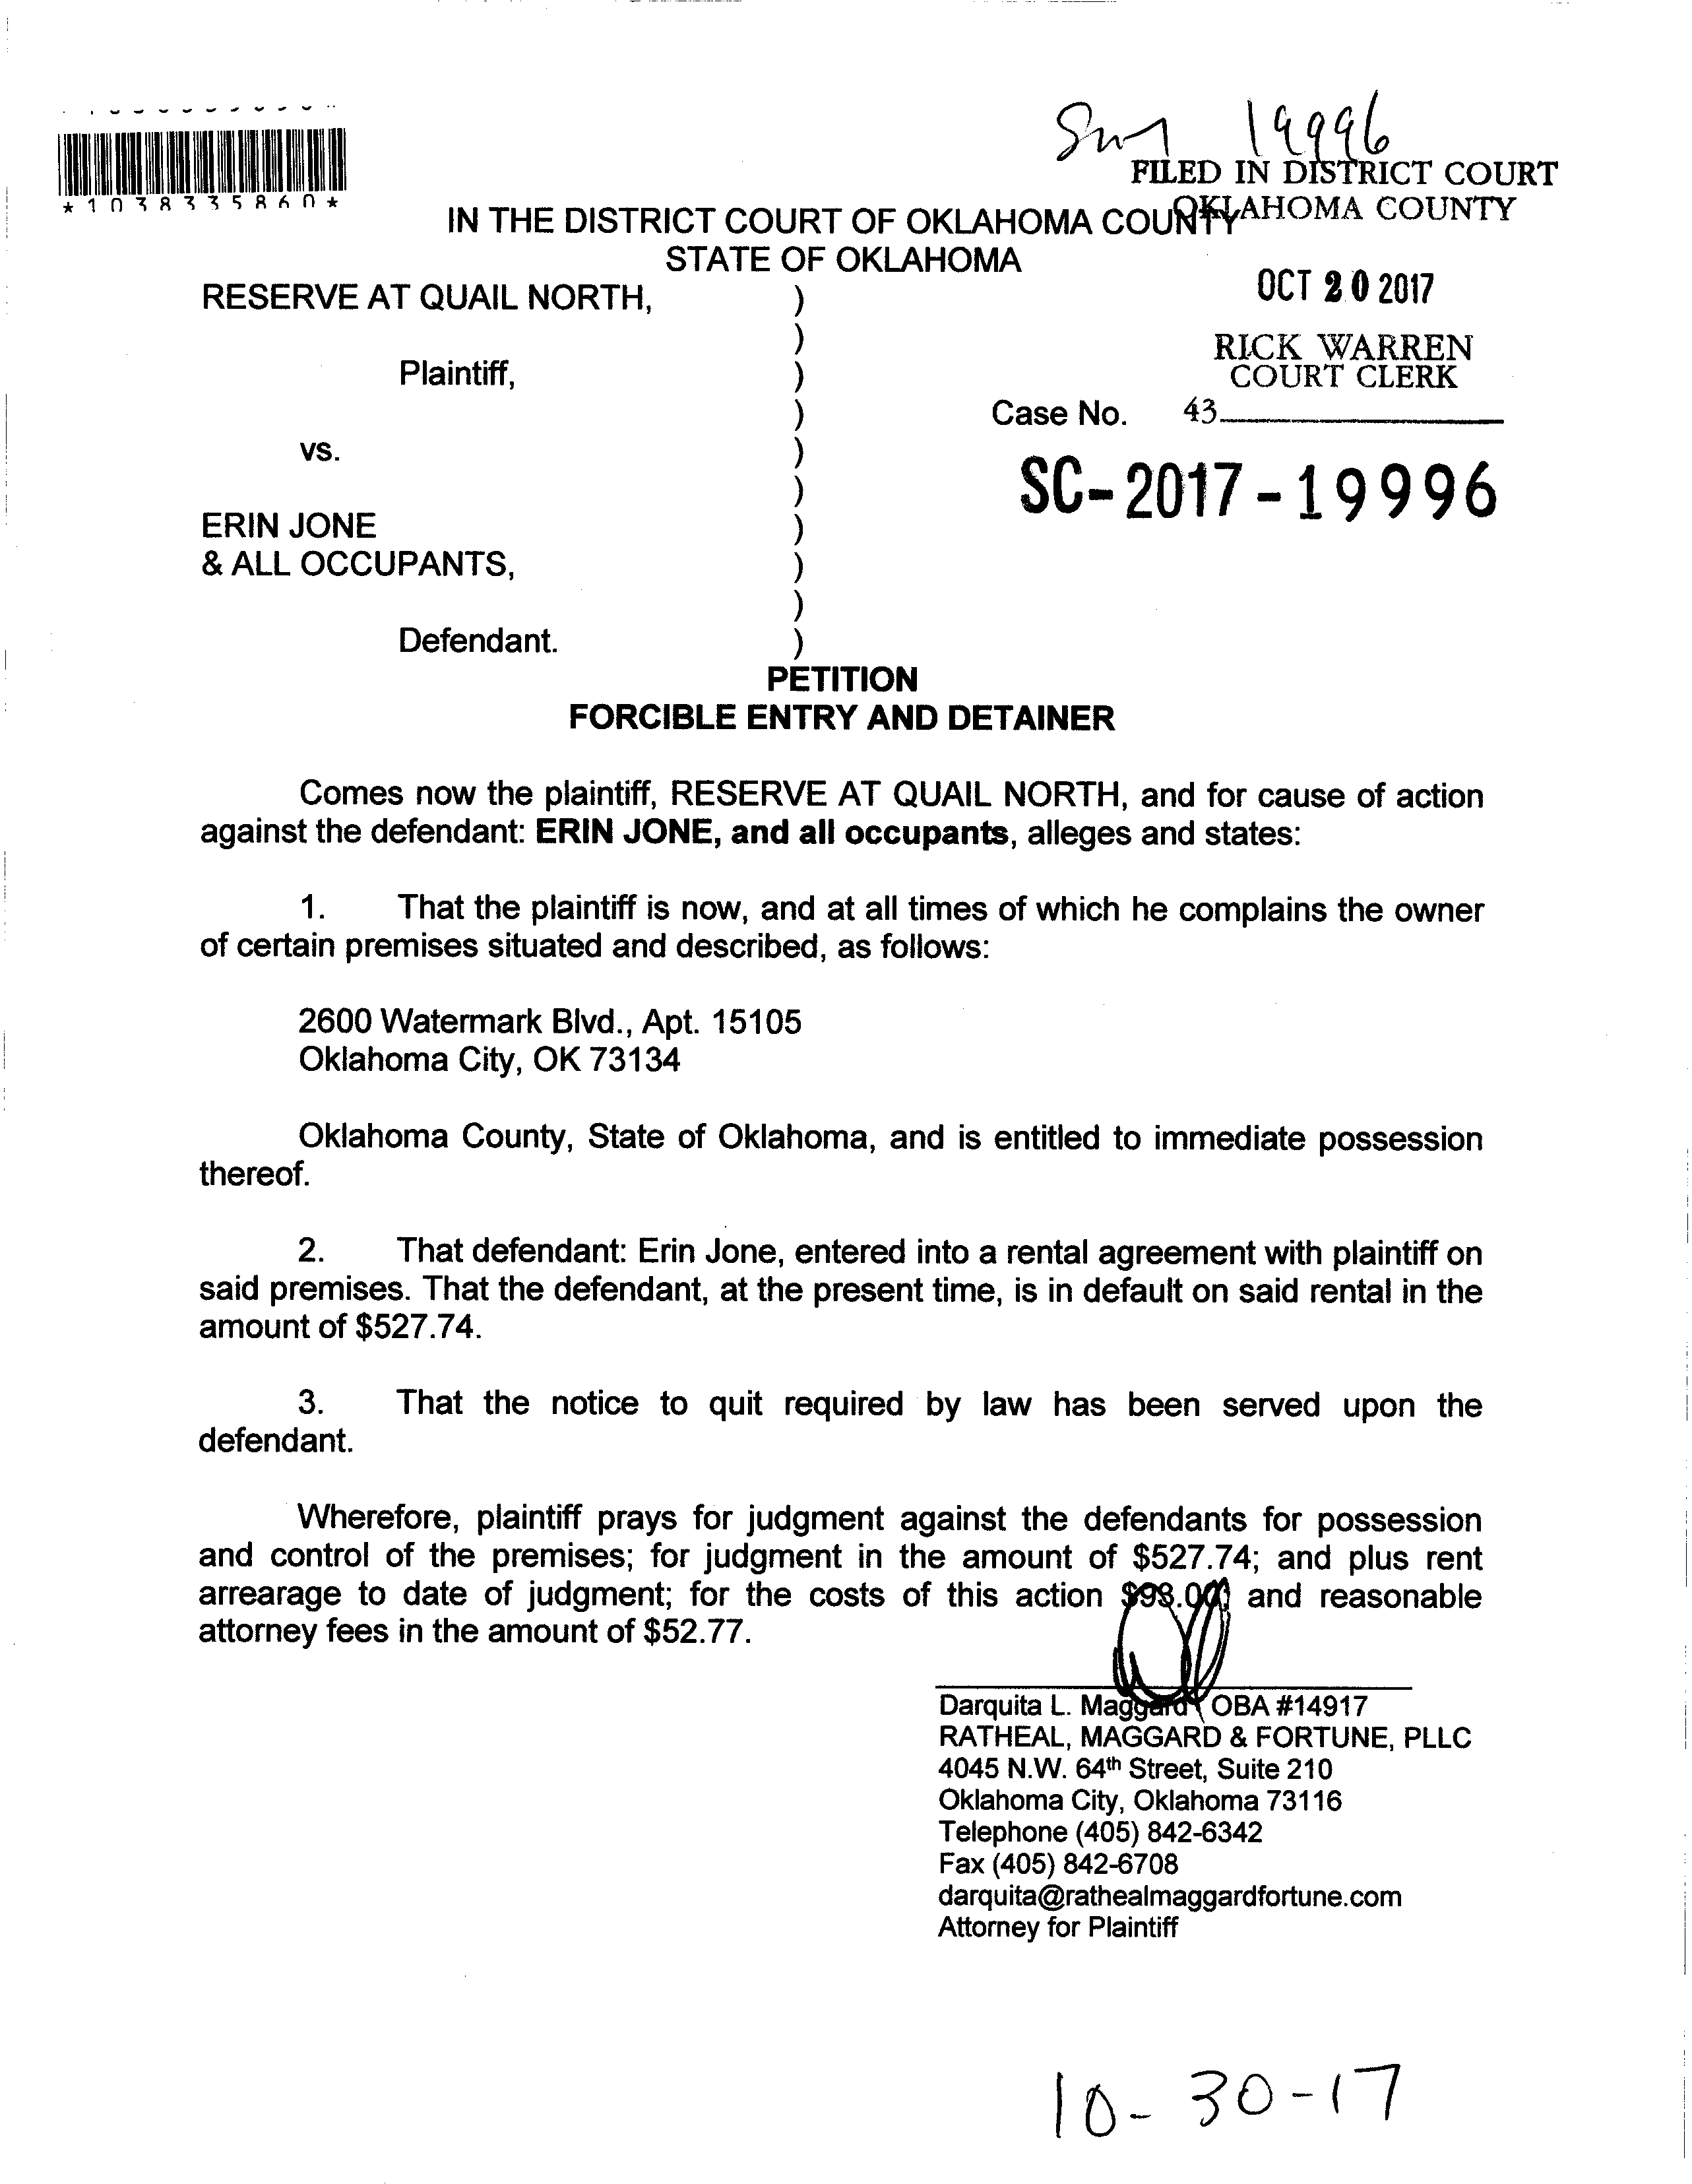 19996
FILED IN DISTRICT COURT
OKLAHOMA COUNTY
*10383335860*
IN THE DISTRICT COURT OF OKLAHOMA COUNTY
STATE OF OKLAHOMA
OCT 20 2017
RICK WARREN
COURT CLERK
43
RESERVE AT QUAIL NORTH, )
)
Plaintiff, )
) Case No.
vs. )
) SC-2017-19996
ERIN JONE )
& ALL OCCUPANTS, )
)
Defendant. )
PETITION
FORCIBLE ENTRY AND DETAINER
Comes now the plaintiff, RESERVE AT QUAIL NORTH, and for cause of action
against the defendant: ERIN JONE, and all occupants, alleges and states:
1. That the plaintiff is now, and at all times of which he complains the owner
of certain premises situated and described, as follows:
2600 Watermark Blvd., Apt. 15105
Oklahoma City, OK 73134
Oklahoma County, State of Oklahoma, and is entitled to immediate possession
thereof.
2. That defendant: Erin Jone, entered into a rental agreement with plaintiff on
said premises. That the defendant, at the present time, is in default on said rental in the
amount of $527.74.
3. That the notice to quit required by law has been served upon the
defendant.
Wherefore, plaintiff prays for judgment against the defendants for possession
and control of the premises; for judgment in the amount of $527.74; and plus rent
arrearage to date of judgment; for the costs of this action $98.00; and reasonable
attorney fees in the amount of $52.77.
Darquita L. Maggard OBA #14917
RATHEAL, MAGGARD & FORTUNE, PLLC
4045 N.W. 64th Street, Suite 210
Oklahoma City, Oklahoma 73116
Telephone (405) 842-6342
Fax (405) 842-6708
darquita@rathealmaggardfortune.com
Attorney for Plaintiff
10-30-17